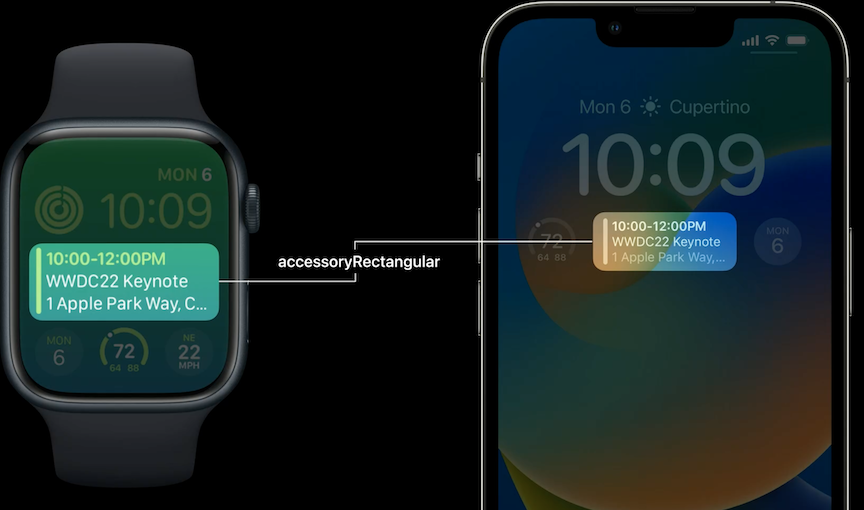 MON 6
10:09
10:00-12:00PM
WWDC22 Keynote
1 Apple Park Way, C...
MON
6
72
64 88
NE
22
MPH
accessoryRectangular
Mon 6 Cupertino
10:09
72
64 88
10:00-12:00PM
WWDC22 Keynote
1 Apple Park Way,...
MON
6